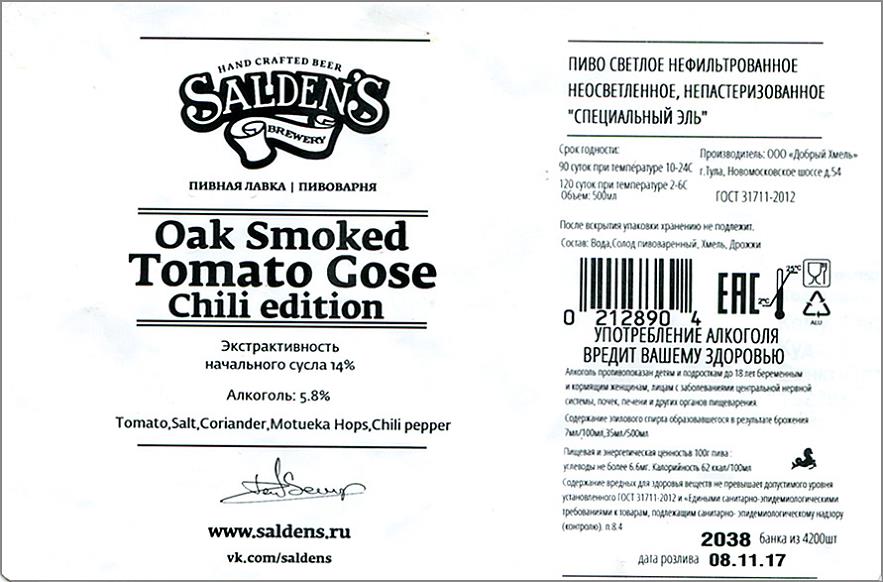 HAND CRAFTED BEER
SALDEN'S
BREWERY
ПИВНАЯ ЛАВКА | ПИВОВАРНЯ
Oak Smoked
Tomato Gose
Chili edition
Экстрактивность
начального сусла 14%
Алкоголь: 5.8%
Tomato,Salt,Coriander,Motueka Hops,Chili pepper
www.saldens.ru
vk.com/saldens
ПИВО СВЕТЛОЕ НЕФИЛЬТРОВАННОЕ
НЕОСВЕТЛЕННОЕ, НЕПАСТЕРИЗОВАННОЕ
"СПЕЦИАЛЬНЫЙ ЭЛЬ"
Срок годности:
90 суток при температуре 10-24С
120 суток при температуре 2-6С
Объем: 500мл
Производитель: ООО «Добрый Хмель»
г.Тула, Новомосковское шоссе д.54
ГОСТ 31711-2012
После вскрытия упаковки хранению не подлежит.
Состав: Вода,Солод пивоваренный, Хмель, Дрожжи
0 212890 4
EAC
25°C
2°C
ALU
УПОТРЕБЛЕНИЕ АЛКОГОЛЯ
ВРЕДИТ ВАШЕМУ ЗДОРОВЬЮ
Алкоголь противопоказан детям и подросткам до 18 лет беременным
и кормящим женщинам, лицам с заболеваниями центральной нервной
системы, почек, печени и других органов пищеварения.
Содержание этилового спирта образовавшегося в результате брожения
7мл/100мл,35мл/500мл
Пищевая и энергетическая ценностьв 100г пива :
углеводы не более 6.6мг. Калорийность 62 ккал/100мл
Содержание вредных для здоровья веществ не превышает допустимого уровня
установленного ГОСТ 31711-2012 и «Едиными санитарно-эпидемиологическими
требованиями к товарам, подлежащим санитарно- эпидемиологическому надзору
(контролю). п.8.4
2038 банка из 4200шт
дата розлива 08.11.17